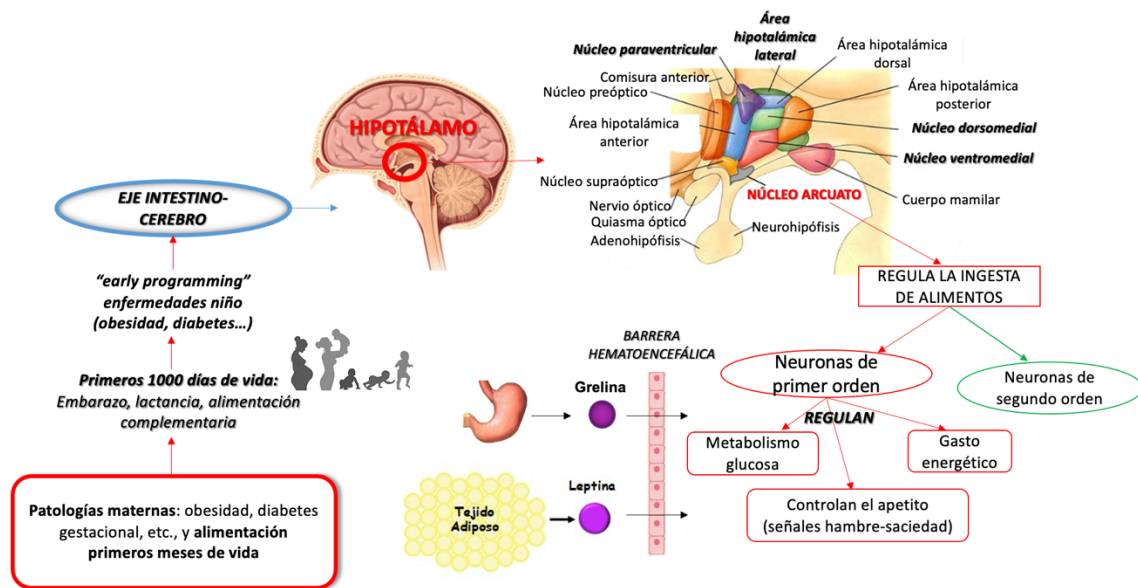 Área
hipotalámica
lateral
Núcleo paraventricular
Área hipotalámica
dorsal
Comisura anterior
Núcleo preóptico
Área hipotalámica
posterior
Área hipotalámica
anterior
Núcleo dorsomedial
Núcleo ventromedial
Núcleo supraóptico
NÚCLEO ARCUATO
Cuerpo mamilar
Nervio óptico
Quiasma óptico
Adenohipófisis
Neurohipófisis
HIPOTÁLAMO
EJE INTESTINO-
CEREBRO
“early programming”
enfermedades niño
(obesidad, diabetes…)
Primeros 1000 días de vida:
Embarazo, lactancia, alimentación
complementaria
Patologías maternas: obesidad, diabetes
gestacional, etc., y alimentación
primeros meses de vida
REGULA LA INGESTA
DE ALIMENTOS
BARRERA
HEMATOENCEFÁLICA
Grelina
Leptina
Tejido
Adiposo
Neuronas de
primer orden
Neuronas de
segundo orden
REGULAN
Metabolismo
glucosa
Gasto
energético
Controlan el apetito
(señales hambre-saciedad)